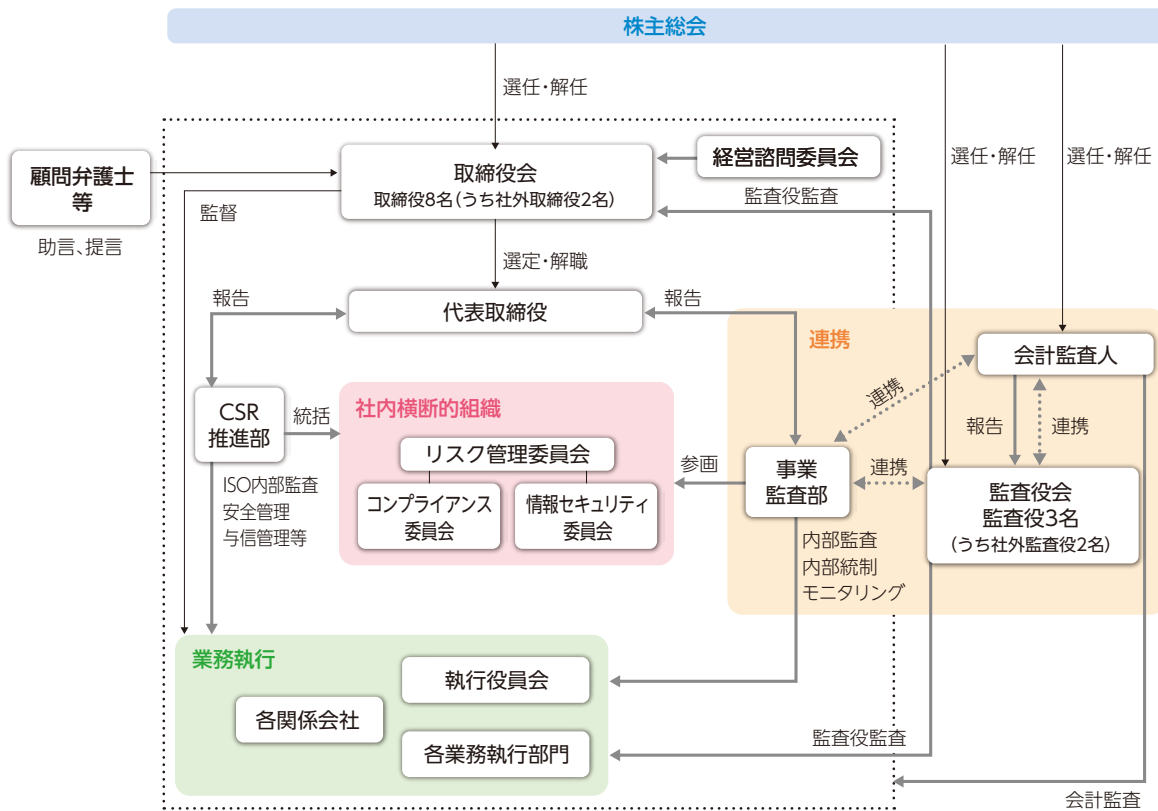 株主総会
選任・解任
選任・解任
選任・解任
顧問弁護士
等
助言、提言
取締役会
取締役8名（うち社外取締役2名）
経営諮問委員会
監査役監査
監督
選定・解職
報告
代表取締役
報告
連携
会計監査人
連携
報告
連携
CSR
推進部
統括
社内横断的組織
リスク管理委員会
コンプライアンス
委員会
情報セキュリティ
委員会
参画
事業
監査部
連携
監査役会
監査役3名
（うち社外監査役2名）
ISO内部監査
安全管理
与信管理等
内部監査
内部統制
モニタリング
業務執行
執行役員会
各関係会社
各業務執行部門
監査役監査
会計監査